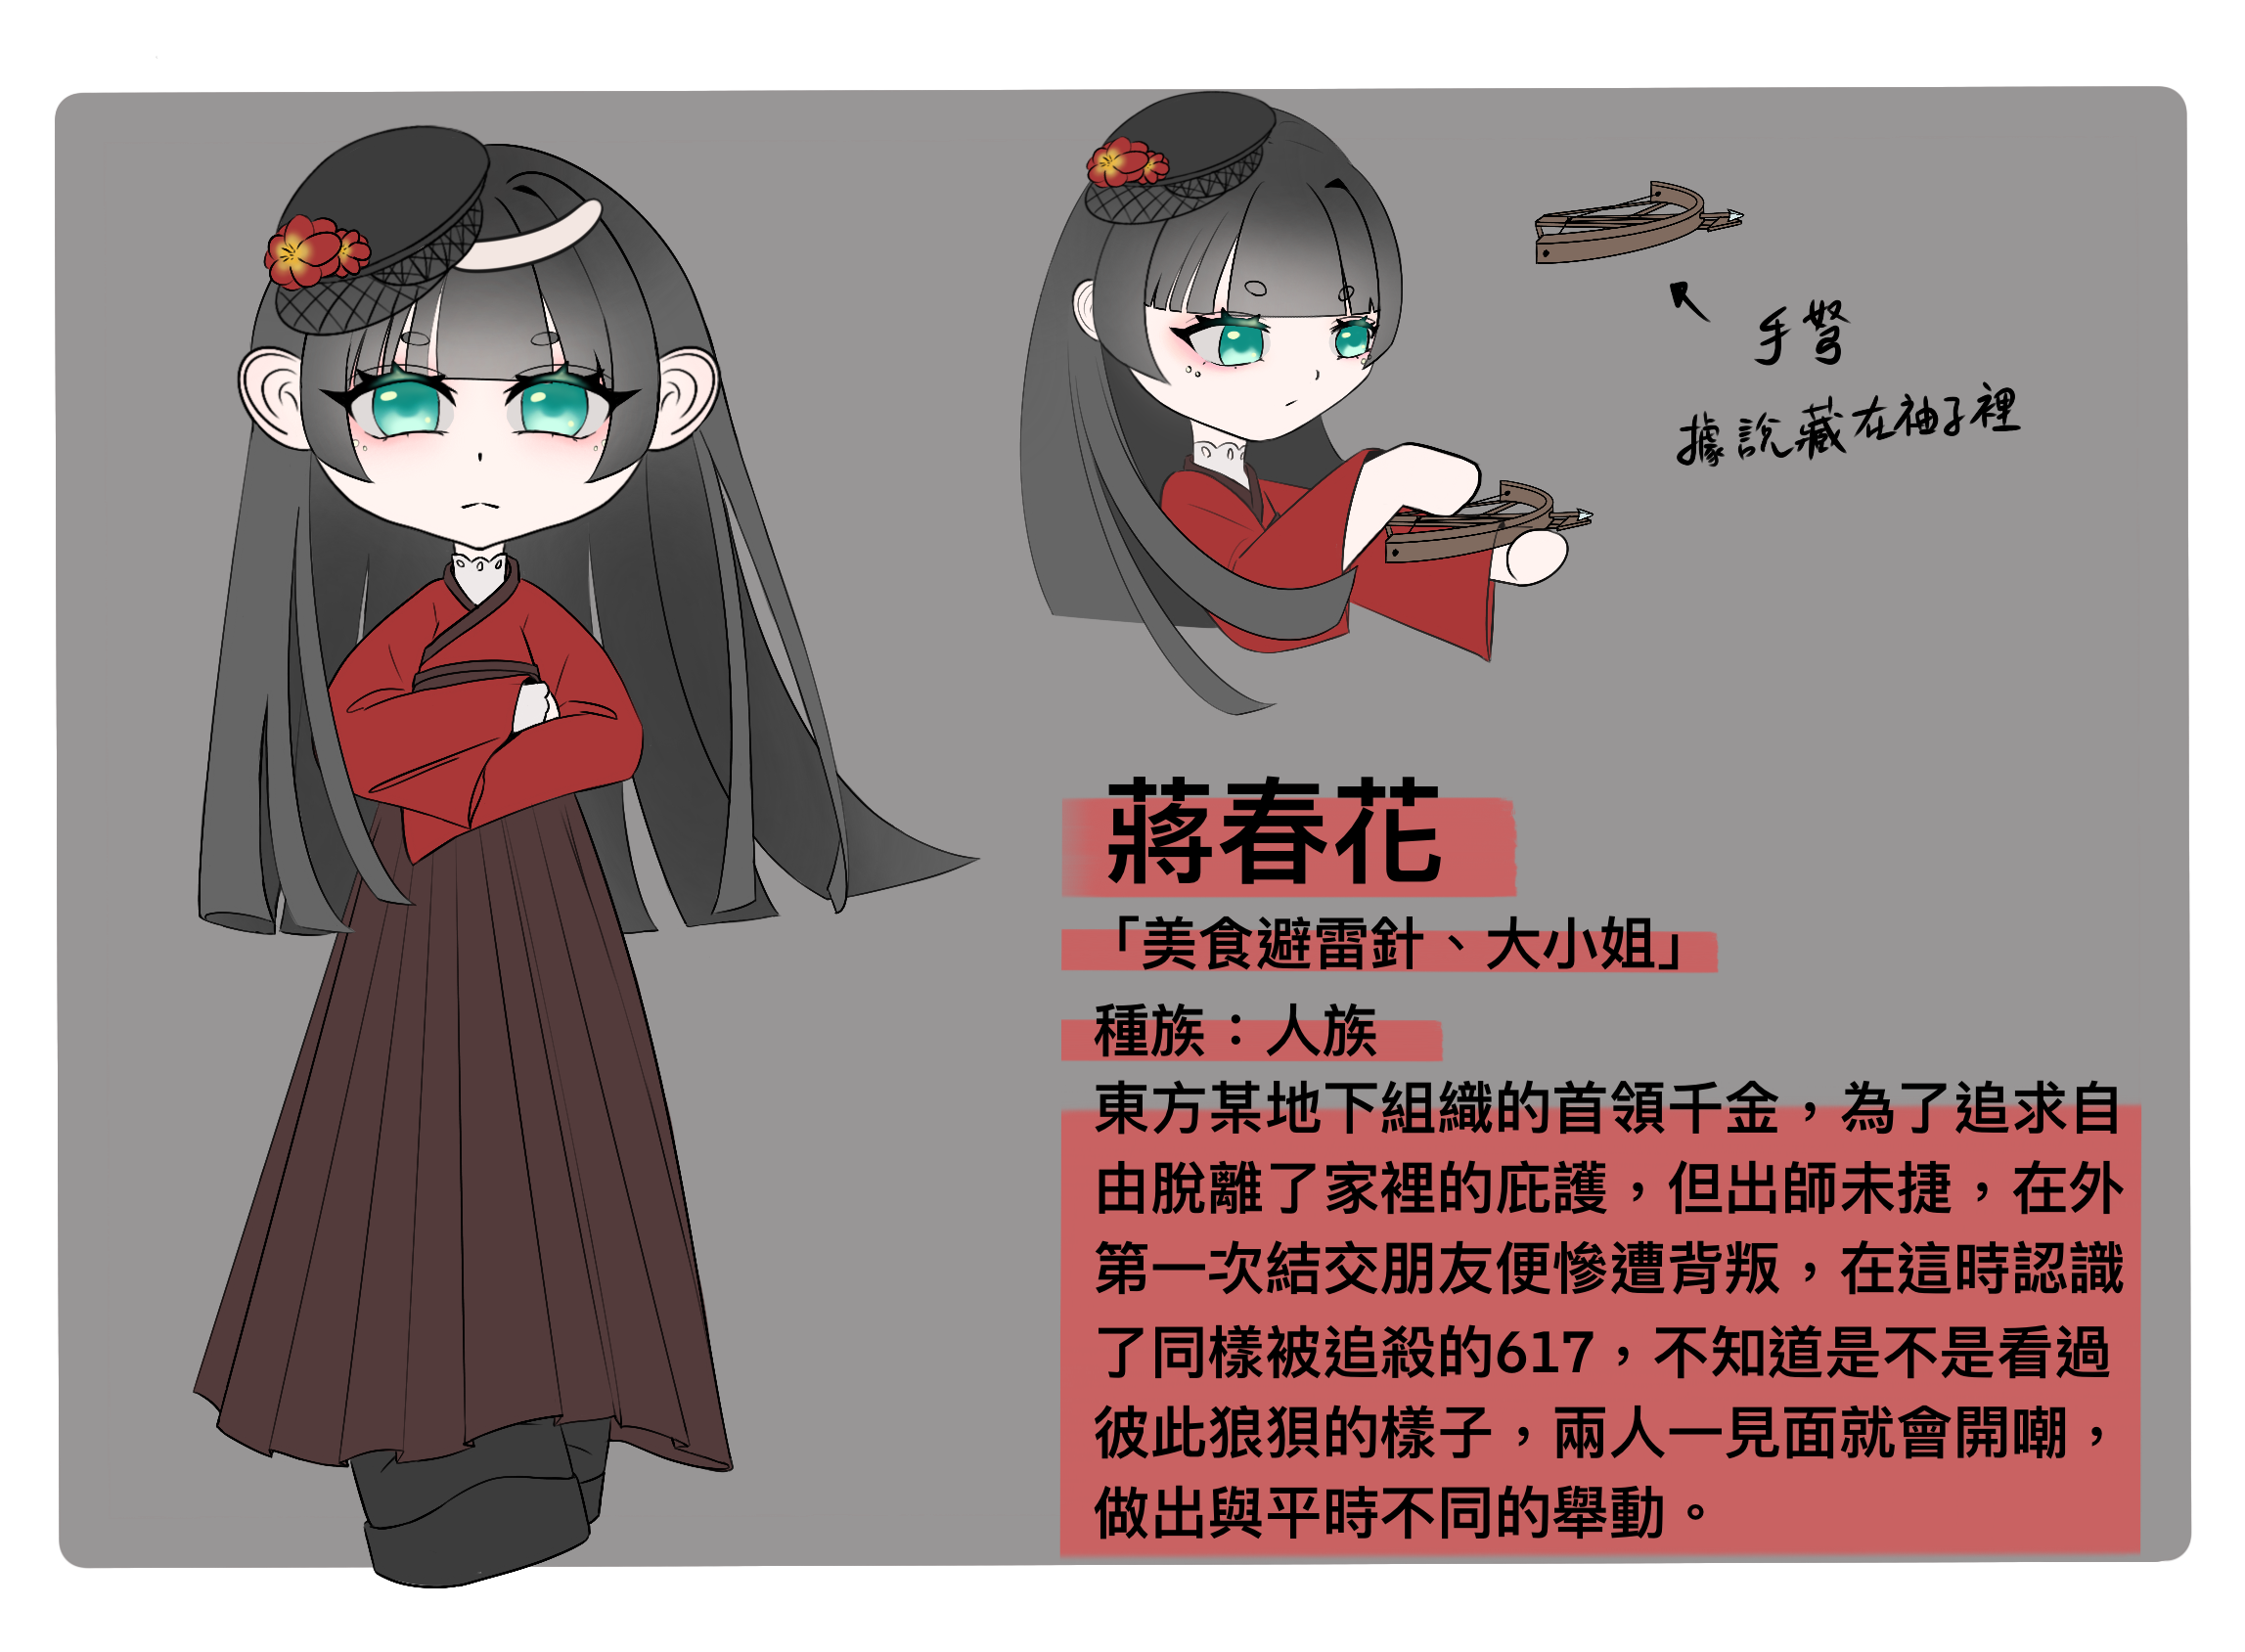 手弩
據說藏在袖子裡
蔣春花
「美食避雷針、大小姐」
種族：人族
東方某地下組織的首領千金，為了追求自
由脫離了家裡的庇護，但出師未捷，在外
第一次結交朋友便慘遭背叛，在這時認識
了同樣被追殺的617，不知道是不是看過
彼此狼狽的樣子，兩人一見面就會開嘲，
做出與平時不同的舉動。